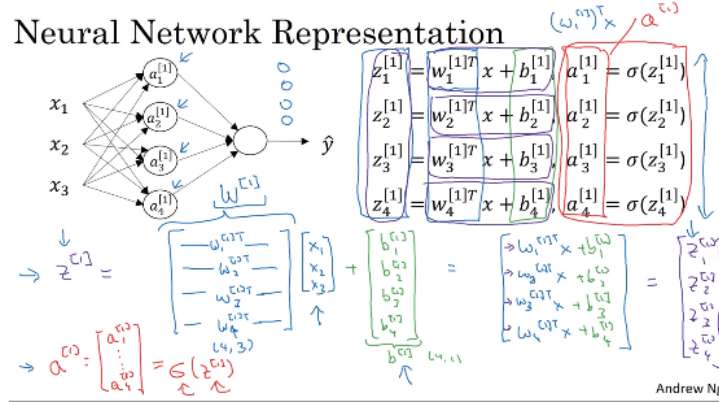 Neural Network Representation
(w₁^[1])^T x a^[1]
x₁
x₂
x₃
a₁^[1]
a₂^[1]
a₃^[1]
a₄^[1]
ŷ
z₁^[1] = w₁^[1]T x + b₁^[1], a₁^[1] = σ(z₁^[1])
z₂^[1] = w₂^[1]T x + b₂^[1], a₂^[1] = σ(z₂^[1])
z₃^[1] = w₃^[1]T x + b₃^[1], a₃^[1] = σ(z₃^[1])
z₄^[1] = w₄^[1]T x + b₄^[1], a₄^[1] = σ(z₄^[1])
W^[1]
→ z^[1] =
w₁^[1]T
w₂^[1]T
w₃^[1]T
w₄^[1]T
(4,3)
x₁
x₂
x₃
+
b₁^[1]
b₂^[1]
b₃^[1]
b₄^[1]
b^[1] (4,1)
=
→ w₁^[1]T x + b₁^[1]
→ w₂^[1]T x + b₂^[1]
→ w₃^[1]T x + b₃^[1]
→ w₄^[1]T x + b₄^[1]
=
z₁^[1]
z₂^[1]
z₃^[1]
z₄
→ a^[1] = [a₁^[1] ⋮ a₄^[1]] = σ(z^[1])
Andrew Ng